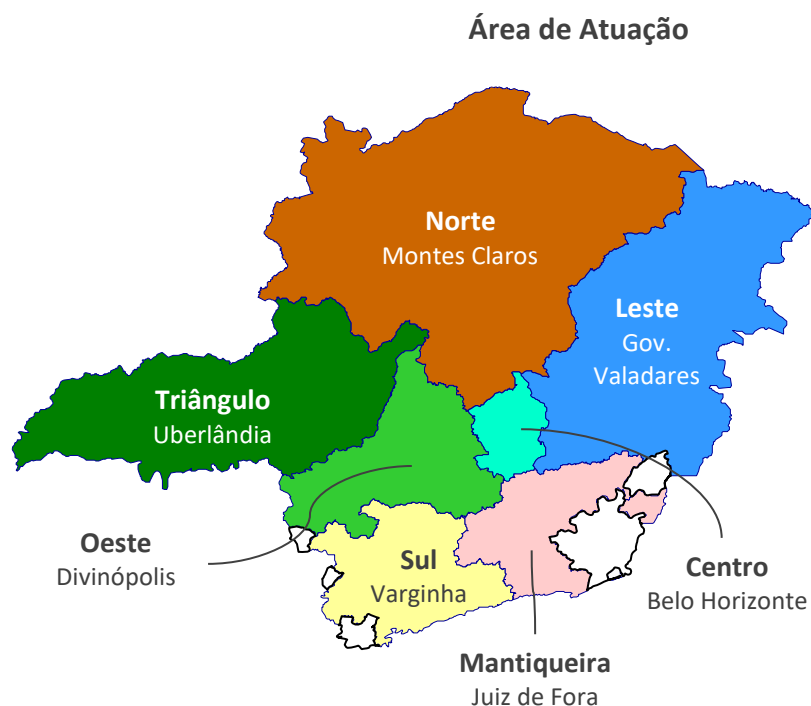 Área de Atuação
Norte
Montes Claros
Leste
Gov.
Valadares
Triângulo
Uberlândia
Oeste
Divinópolis
Sul
Varginha
Centro
Belo Horizonte
Mantiqueira
Juiz de Fora